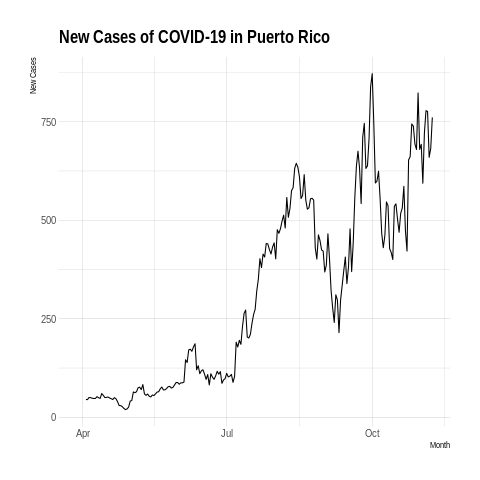 New Cases of COVID-19 in Puerto Rico
New Cases
750
500
250
0
Apr
Jul
Oct
Month